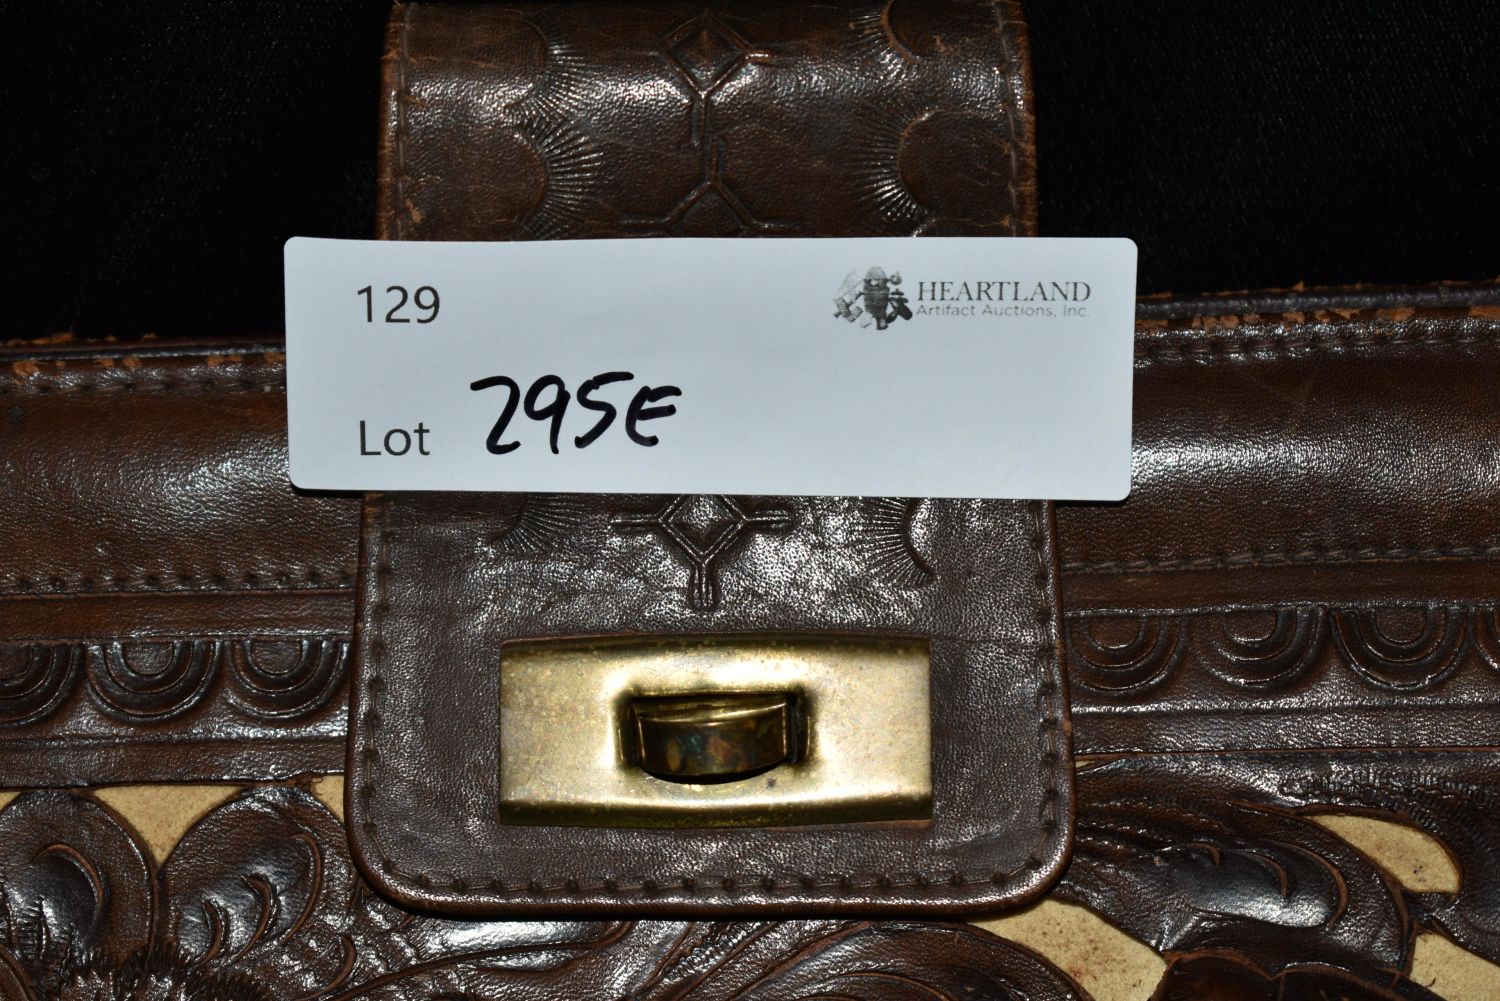 129
HEARTLAND
Artifact Auctions, Inc.
Lot 295E